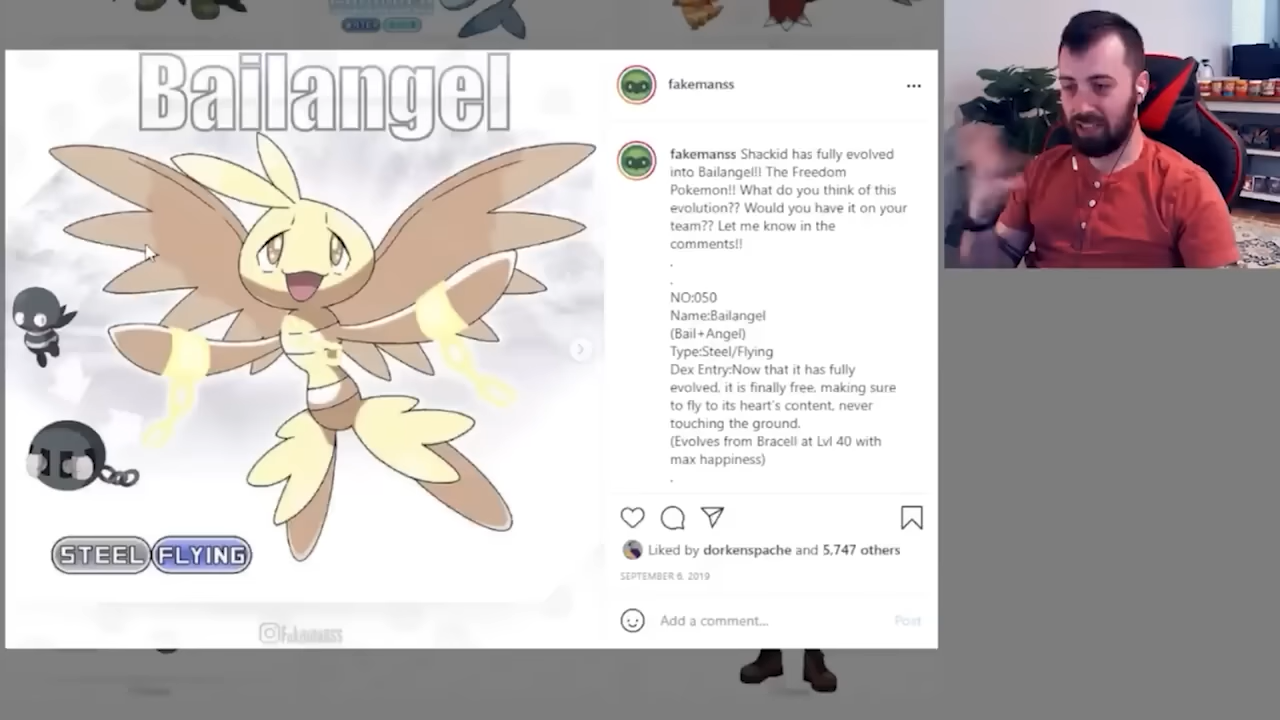 Bailangel
STEEL FLYING
Fakemanss
fakemanss
fakemanss Shackid has fully evolved
into Bailangel!! The Freedom
Pokemon!! What do you think of this
evolution?? Would you have it on your
team?? Let me know in the
comments!!
.
.
NO:050
Name:Bailangel
(Bail+Angel)
Type:Steel/Flying
Dex Entry:Now that it has fully
evolved, it is finally free, making sure
to fly to its heart's content, never
touching the ground.
(Evolves from Bracell at Lvl 40 with
max happiness)
.
Liked by dorkenspache and 5,747 others
SEPTEMBER 6, 2019
Add a comment...
Post